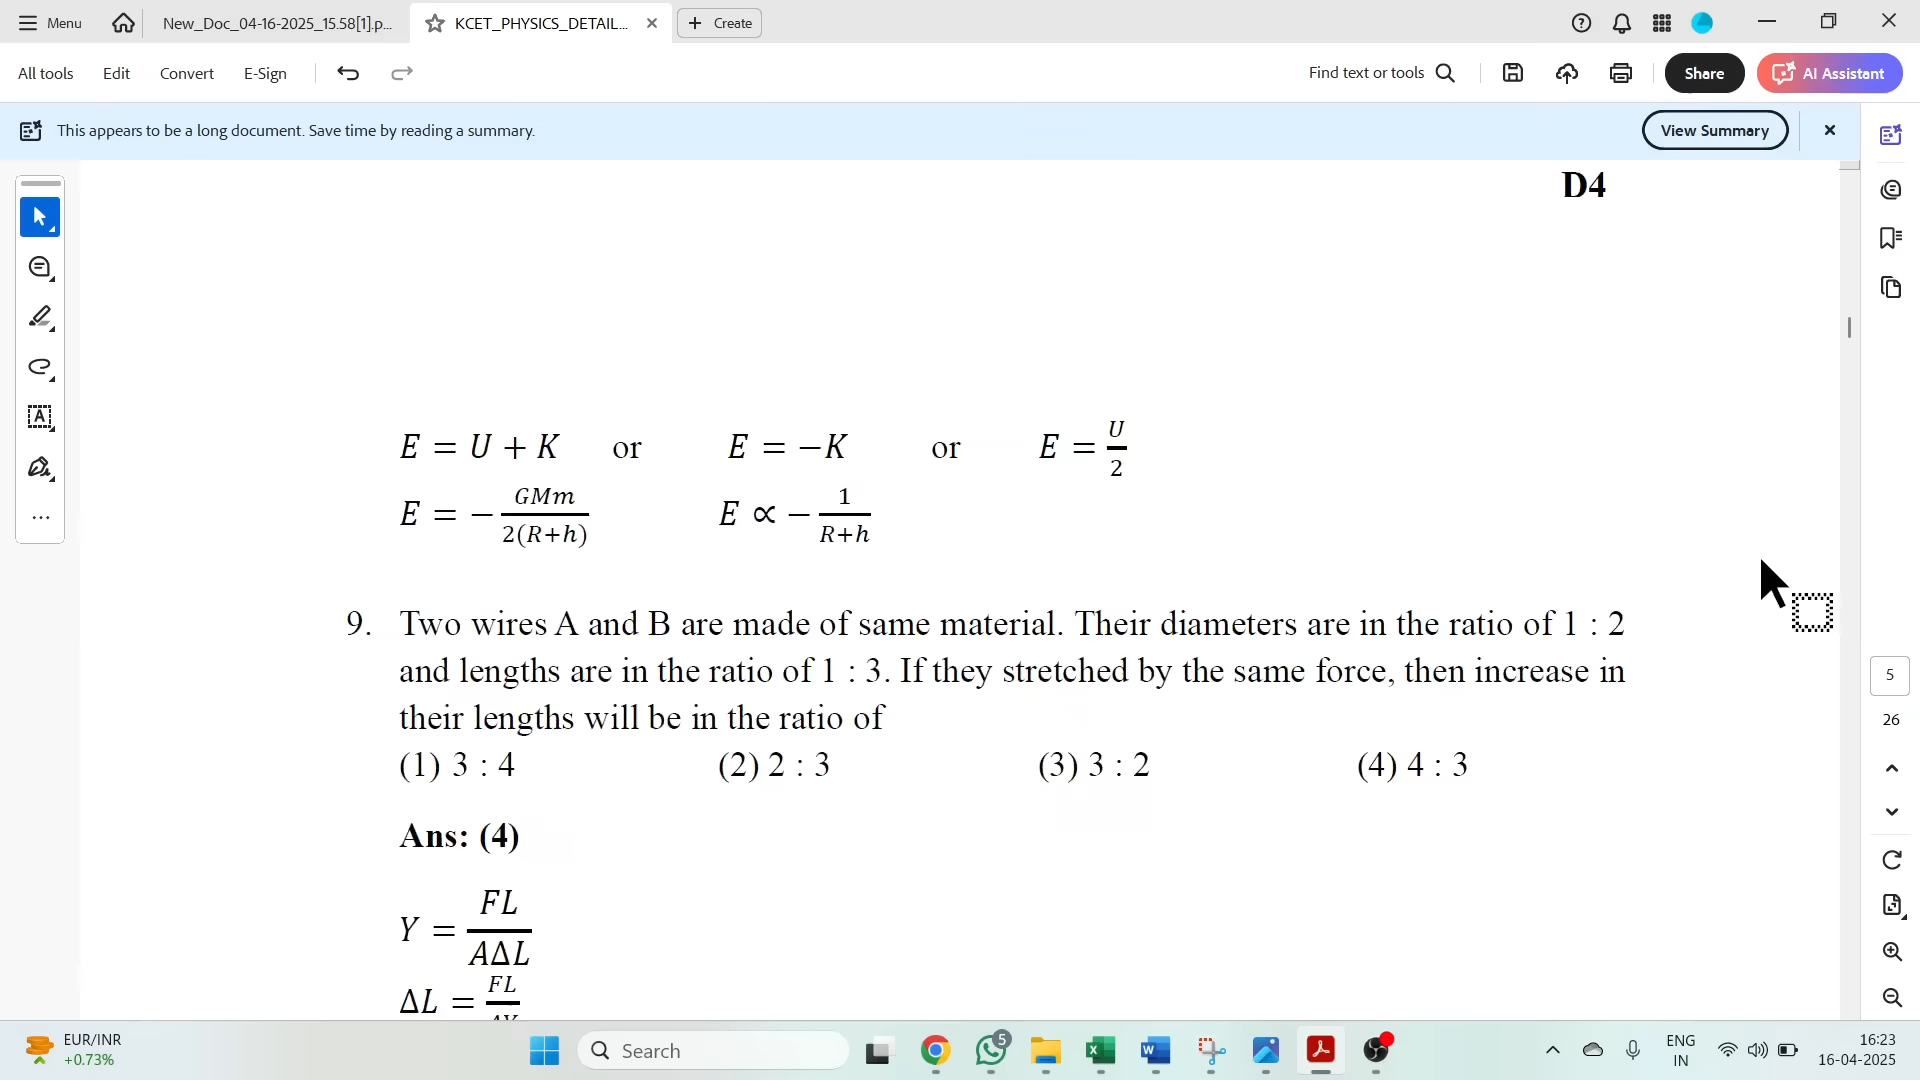 Menu
New_Doc_04-16-2025_15.58[1].p...
KCET_PHYSICS_DETAIL...
Create
All tools
Edit
Convert
E-Sign
Find text or tools
Share
AI Assistant
This appears to be a long document. Save time by reading a summary.
View Summary
D4
E = U + K or E = −K or E = U/2
E = − GMm/2(R+h) E ∝ − 1/R+h
9. Two wires A and B are made of same material. Their diameters are in the ratio of 1 : 2
and lengths are in the ratio of 1 : 3. If they stretched by the same force, then increase in
their lengths will be in the ratio of
(1) 3 : 4 (2) 2 : 3 (3) 3 : 2 (4) 4 : 3
Ans: (4)
Y = FL/AΔL
ΔL = FL/AY
5
26
EUR/INR
+0.73%
Search
5
ENG
IN
16:23
16-04-2025